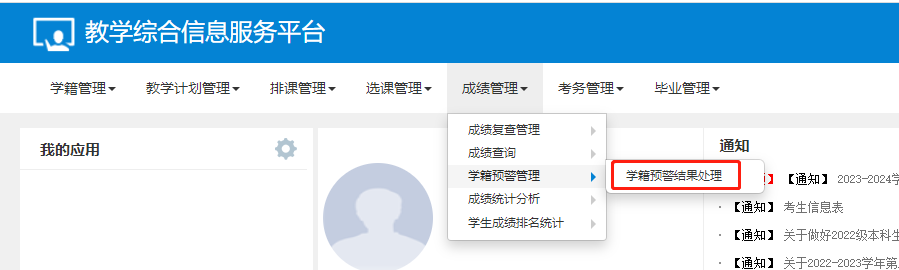 教学综合信息服务平台
学籍管理 教学计划管理 排课管理 选课管理 成绩管理 考务管理 毕业管理
我的应用
成绩复查管理
成绩查询
学籍预警管理
成绩统计分析
学生成绩排名统计
学籍预警结果处理
通知
】 【通知】 2023-2024学
· 【通知】 考生信息表
· 【通知】 关于做好2022级本科生
· 【通知】 关于2022-2023学年第